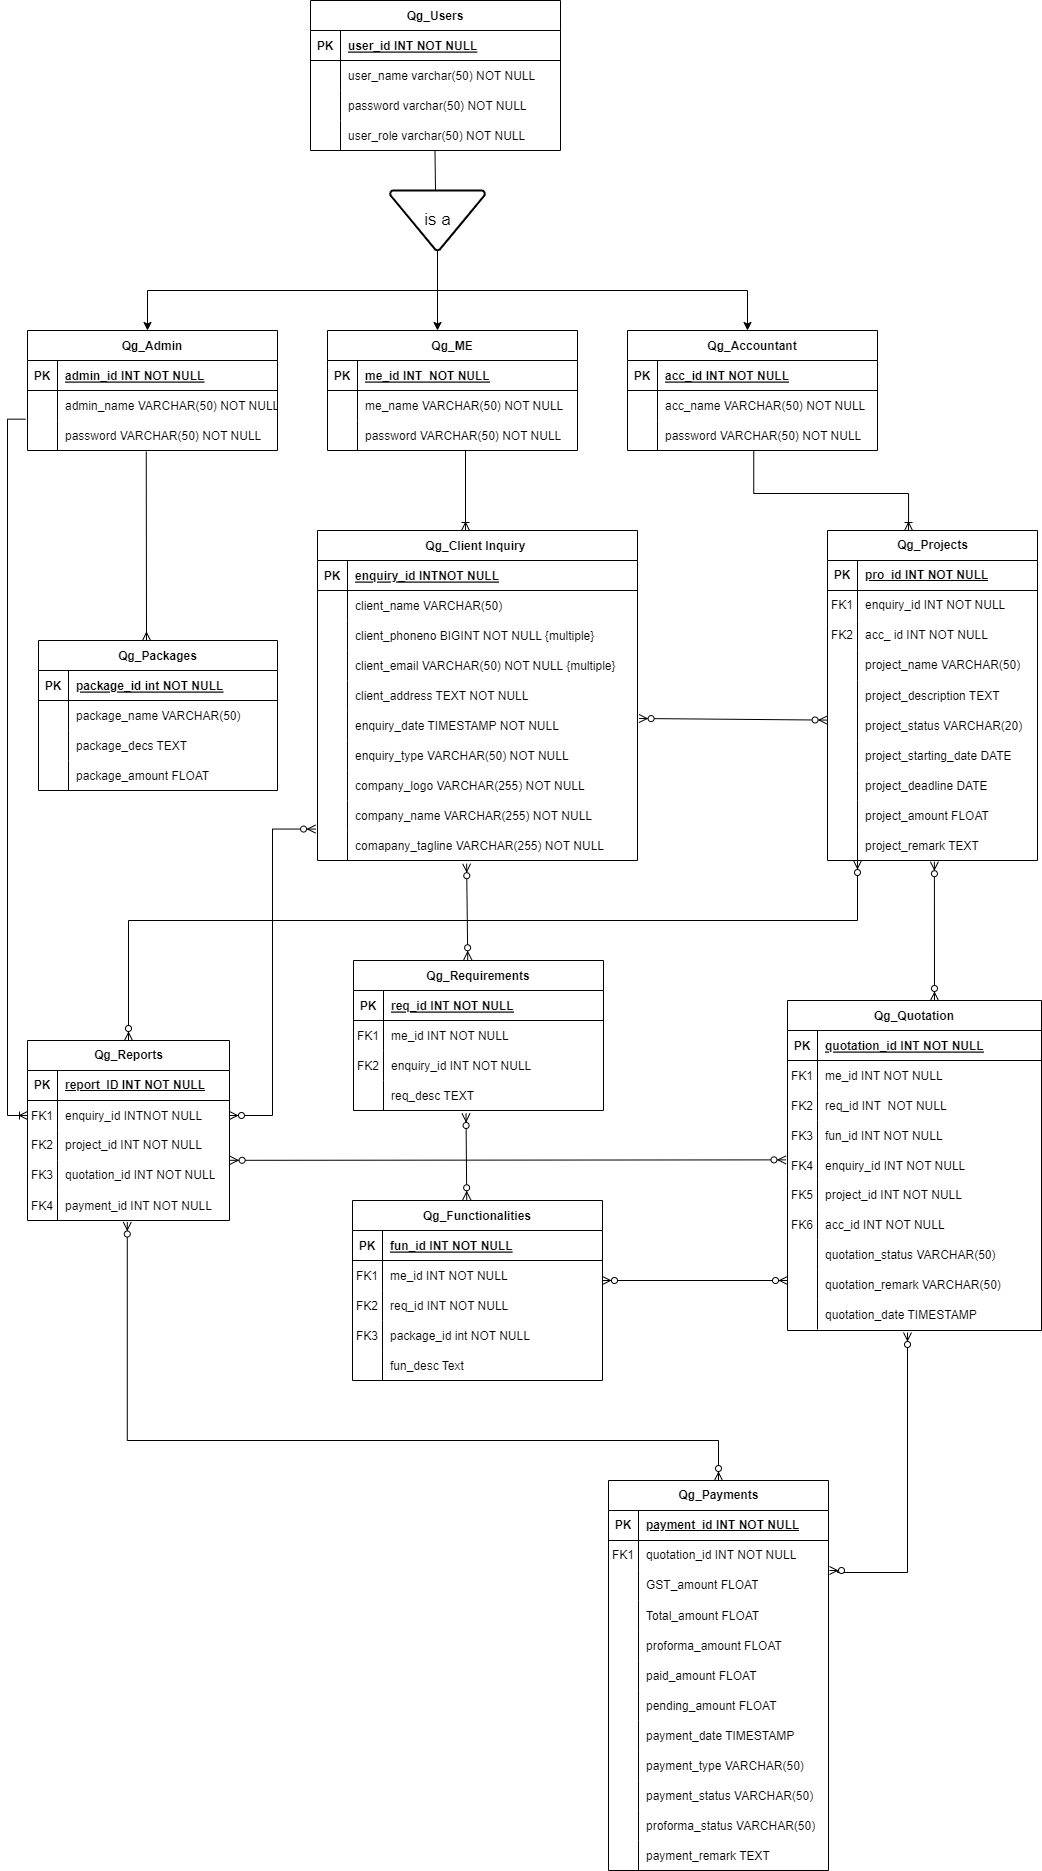 Qg_Users
PK user_id INT NOT NULL
user_name varchar(50) NOT NULL
password varchar(50) NOT NULL
user_role varchar(50) NOT NULL
is a
Qg_Admin
PK admin_id INT NOT NULL
admin_name VARCHAR(50) NOT NULL
password VARCHAR(50) NOT NULL
Qg_ME
PK me_id INT NOT NULL
me_name VARCHAR(50) NOT NULL
password VARCHAR(50) NOT NULL
Qg_Accountant
PK acc_id INT NOT NULL
acc_name VARCHAR(50) NOT NULL
password VARCHAR(50) NOT NULL
Qg_Client Inquiry
PK enquiry_id INTNOT NULL
client_name VARCHAR(50)
client_phoneno BIGINT NOT NULL {multiple}
client_email VARCHAR(50) NOT NULL {multiple}
client_address TEXT NOT NULL
enquiry_date TIMESTAMP NOT NULL
enquiry_type VARCHAR(50) NOT NULL
company_logo VARCHAR(255) NOT NULL
company_name VARCHAR(255) NOT NULL
comapany_tagline VARCHAR(255) NOT NULL
Qg_Projects
PK pro_id INT NOT NULL
FK1 enquiry_id INT NOT NULL
FK2 acc_ id INT NOT NULL
project_name VARCHAR(50)
project_description TEXT
project_status VARCHAR(20)
project_starting_date DATE
project_deadline DATE
project_amount FLOAT
project_remark TEXT
Qg_Packages
PK package_id int NOT NULL
package_name VARCHAR(50)
package_decs TEXT
package_amount FLOAT
Qg_Requirements
PK req_id INT NOT NULL
FK1 me_id INT NOT NULL
FK2 enquiry_id INT NOT NULL
req_desc TEXT
Qg_Quotation
PK quotation_id INT NOT NULL
FK1 me_id INT NOT NULL
FK2 req_id INT NOT NULL
FK3 fun_id INT NOT NULL
FK4 enquiry_id INT NOT NULL
FK5 project_id INT NOT NULL
FK6 acc_id INT NOT NULL
quotation_status VARCHAR(50)
quotation_remark VARCHAR(50)
quotation_date TIMESTAMP
Qg_Reports
PK report_ID INT NOT NULL
FK1 enquiry_id INTNOT NULL
FK2 project_id INT NOT NULL
FK3 quotation_id INT NOT NULL
FK4 payment_id INT NOT NULL
Qg_Functionalities
PK fun_id INT NOT NULL
FK1 me_id INT NOT NULL
FK2 req_id INT NOT NULL
FK3 package_id int NOT NULL
fun_desc Text
Qg_Payments
PK payment_id INT NOT NULL
FK1 quotation_id INT NOT NULL
GST_amount FLOAT
Total_amount FLOAT
proforma_amount FLOAT
paid_amount FLOAT
pending_amount FLOAT
payment_date TIMESTAMP
payment_type VARCHAR(50)
payment_status VARCHAR(50)
proforma_status VARCHAR(50)
payment_remark TEXT